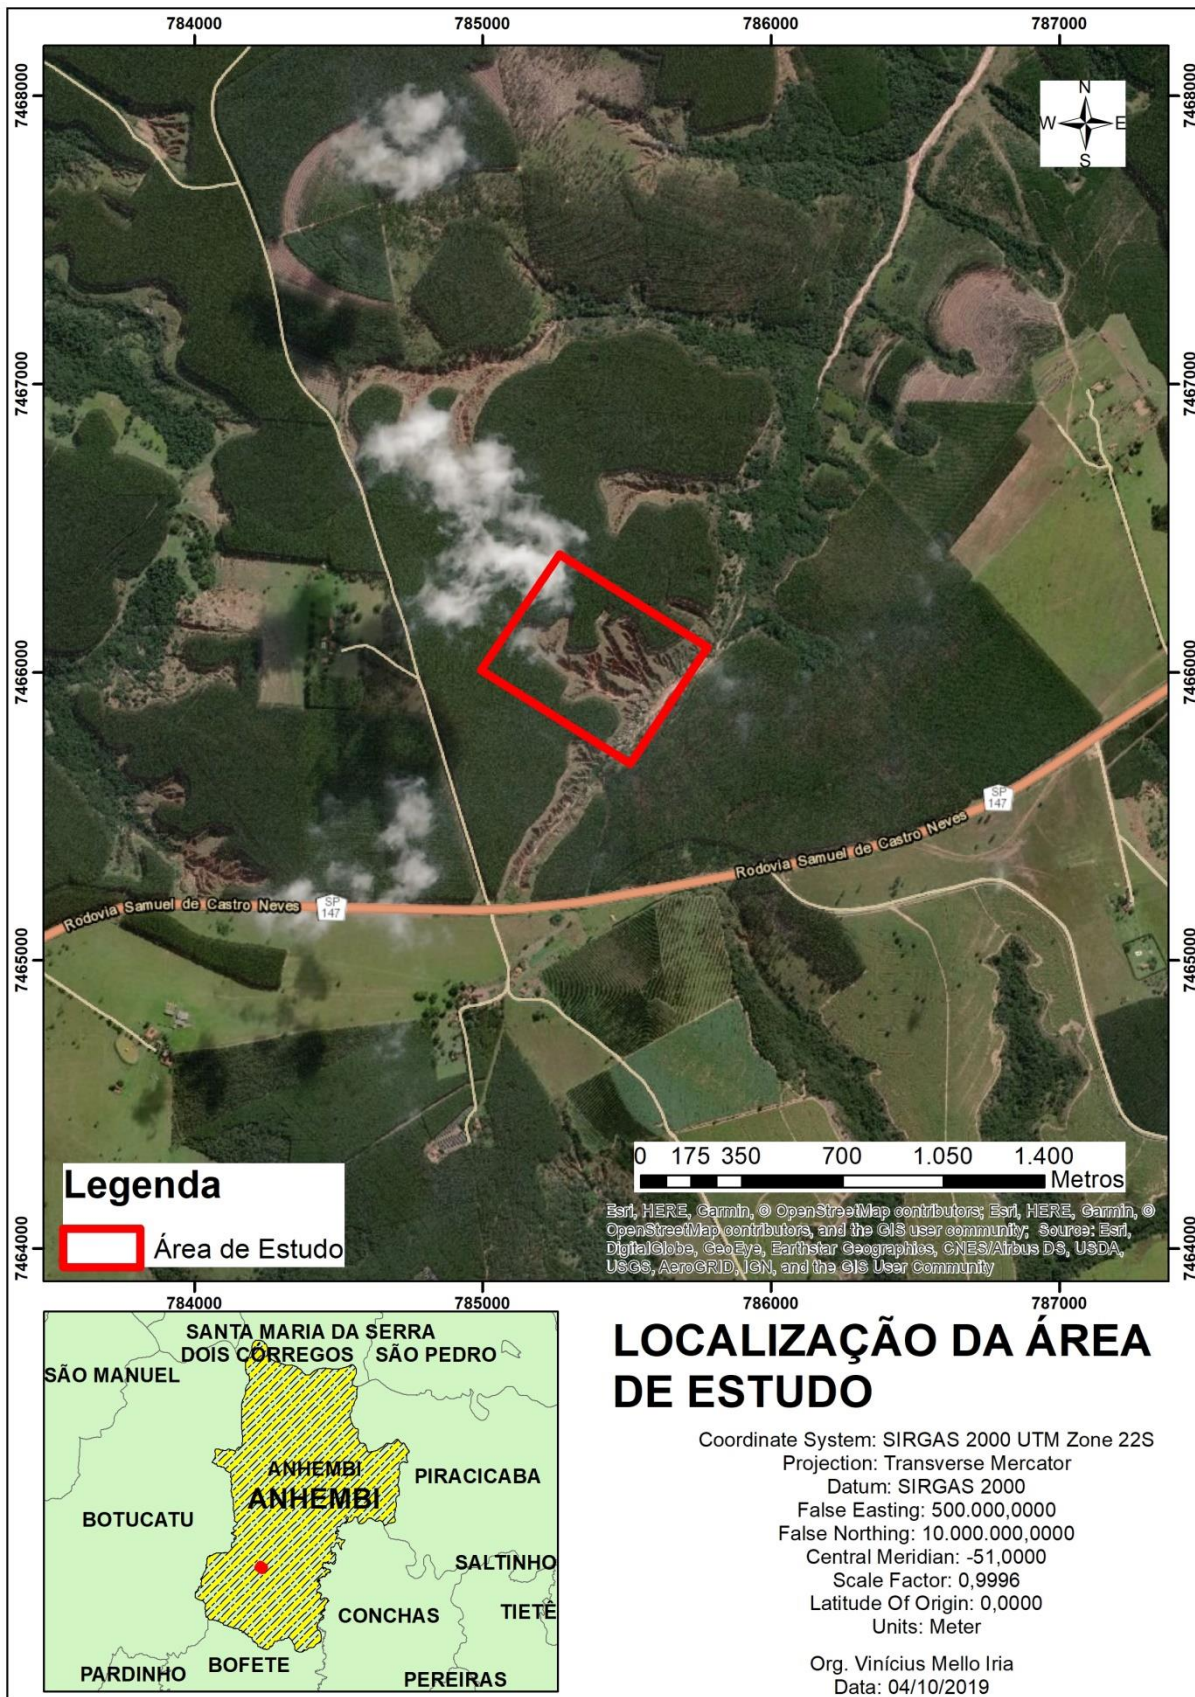 784000
785000
786000
787000
7468000
7468000
N
W
E
S
7467000
7467000
7466000
7466000
SP
147
Rodovia Samuel de Castro Neves
SP
147
Rodovia Samuel de Castro Neves
7465000
7465000
0 175 350 700 1.050 1.400
Metros
Legenda
Área de Estudo
Esri, HERE, Garmin, © OpenStreetMap contributors; Esri, HERE, Garmin, ©
OpenStreetMap contributors, and the GIS user community; Source: Esri,
DigitalGlobe, GeoEye, Earthstar Geographics, CNES/Airbus DS, USDA,
USGS, AeroGRID, IGN, and the GIS User Community
7464000
7464000
784000
785000
786000
787000
SANTA MARIA DA SERRA
DOIS CÓRREGOS
SÃO PEDRO
SÃO MANUEL
ANHEMBI
PIRACICABA
ANHEMBI
BOTUCATU
SALTINHO
CONCHAS
TIETÊ
BOFETE
PARDINHO
PEREIRAS
LOCALIZAÇÃO DA ÁREA
DE ESTUDO
Coordinate System: SIRGAS 2000 UTM Zone 22S
Projection: Transverse Mercator
Datum: SIRGAS 2000
False Easting: 500.000,0000
False Northing: 10.000.000,0000
Central Meridian: -51,0000
Scale Factor: 0,9996
Latitude Of Origin: 0,0000
Units: Meter
Org. Vinícius Mello Iria
Data: 04/10/2019